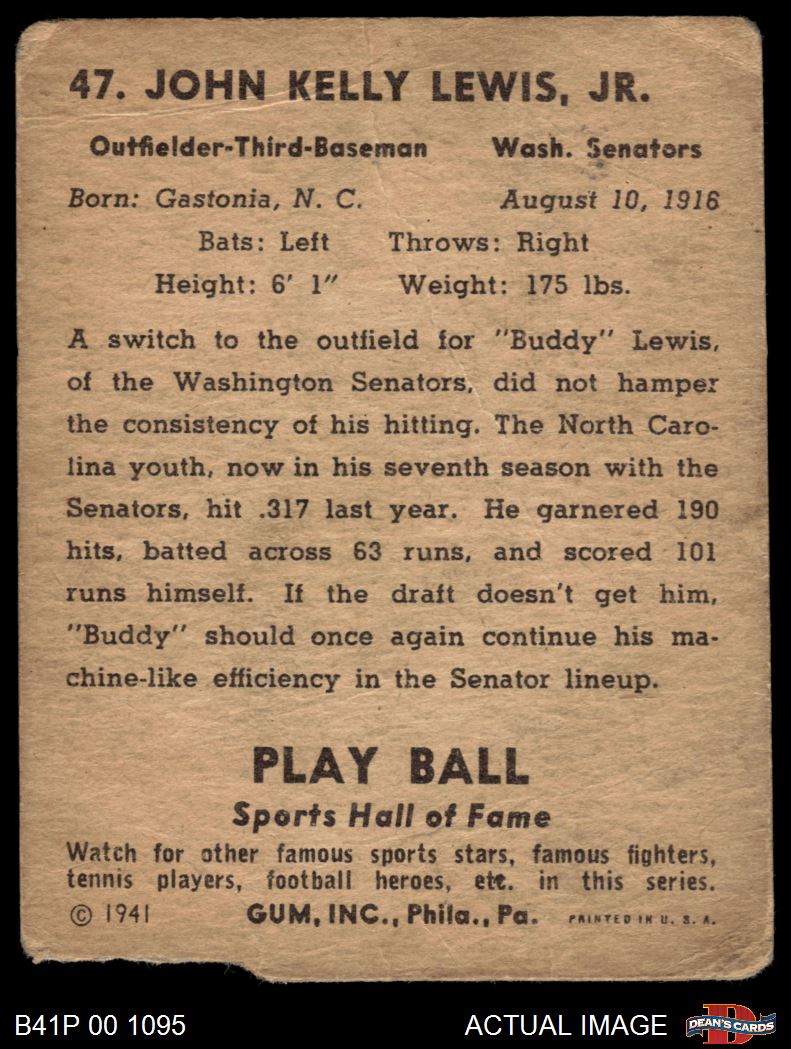 47. JOHN KELLY LEWIS, JR.
Outfielder-Third-Baseman Wash. Senators
Born: Gastonia, N. C. August 10, 1916
Bats: Left Throws: Right
Height: 6' 1" Weight: 175 lbs.
A switch to the outfield for "Buddy" Lewis,
of the Washington Senators, did not hamper
the consistency of his hitting. The North Caro-
lina youth, now in his seventh season with the
Senators, hit .317 last year. He garnered 190
hits, batted across 63 runs, and scored 101
runs himself. If the draft doesn't get him,
"Buddy" should once again continue his ma-
chine-like efficiency in the Senator lineup.
PLAY BALL
Sports Hall of Fame
Watch for other famous sports stars, famous fighters,
tennis players, football heroes, etc. in this series.
© 1941 GUM, INC., Phila., Pa. PRINTED IN U. S. A.
B41P 00 1095 ACTUAL IMAGE D DEAN'S CARDS